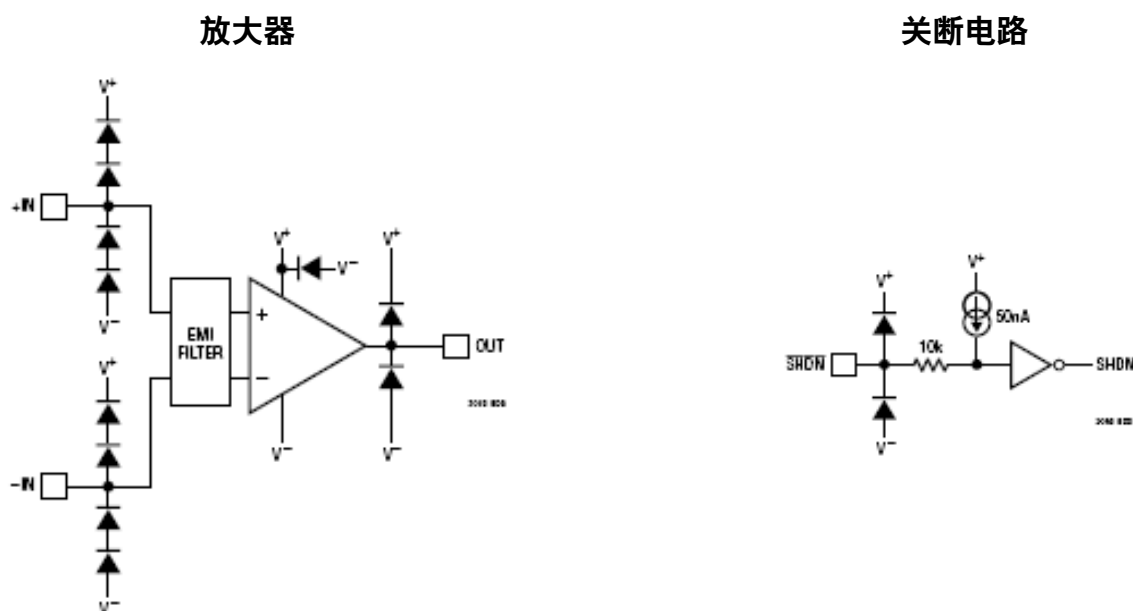 放大器
关断电路
V+
+IN
V−
V+
V−
V+
EMI
FILTER
+
−
OUT
V−
V−
V+
−IN
V−
V+
50nA
V+
10k
SHDN
SHDN
V−